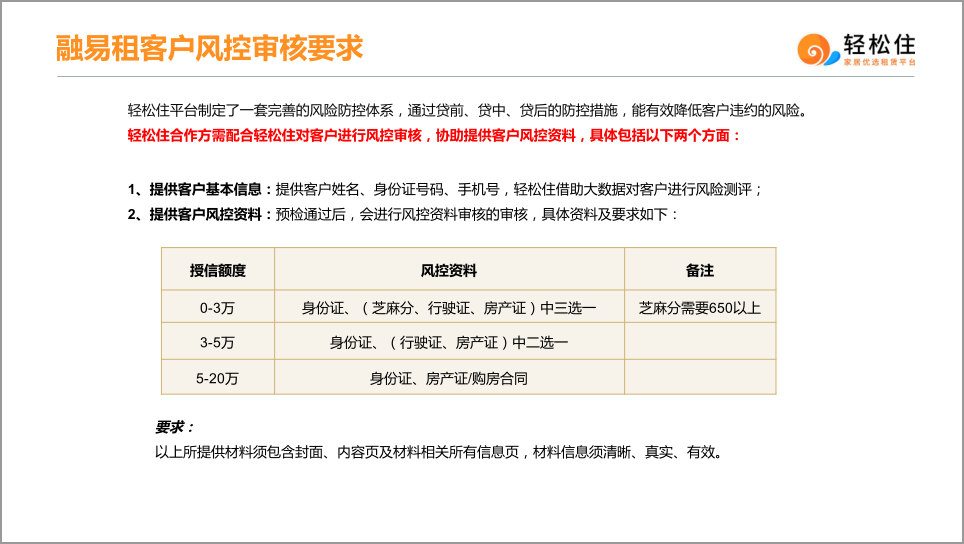 融易租客户风控审核要求
轻松住
家居优选租赁平台
轻松住平台制定了一套完善的风险防控体系，通过贷前、贷中、贷后的防控措施，能有效降低客户违约的风险。
轻松住合作方需配合轻松住对客户进行风控审核，协助提供客户风控资料，具体包括以下两个方面：
1、提供客户基本信息：提供客户姓名、身份证号码、手机号，轻松住借助大数据对客户进行风险测评；
2、提供客户风控资料：预检通过后，会进行风控资料审核的审核，具体资料及要求如下：
授信额度 风控资料 备注
0-3万 身份证、（芝麻分、行驶证、房产证）中三选一 芝麻分需要650以上
3-5万 身份证、（行驶证、房产证）中二选一
5-20万 身份证、房产证/购房合同
要求：
以上所提供材料须包含封面、内容页及材料相关所有信息页，材料信息须清晰、真实、有效。